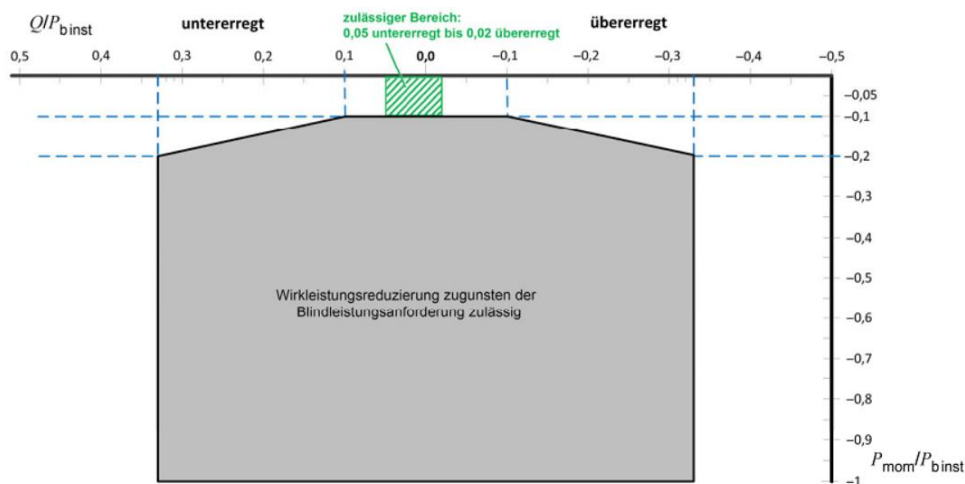 Q/P b inst
untererregt
zulässiger Bereich:
0,05 untererregt bis 0,02 übererregt
übererregt
0,5
0,3
0,2
0,1
0,0
–0,1
–0,2
–0,3
–0,4
–0,5
–0,05
–0,1
–0,2
–0,3
–0,4
–0,5
–0,6
–0,7
–0,8
–0,9
–1
Wirkleistungsreduzierung zugunsten der
Blindleistungsanforderung zulässig
P mom/P b inst